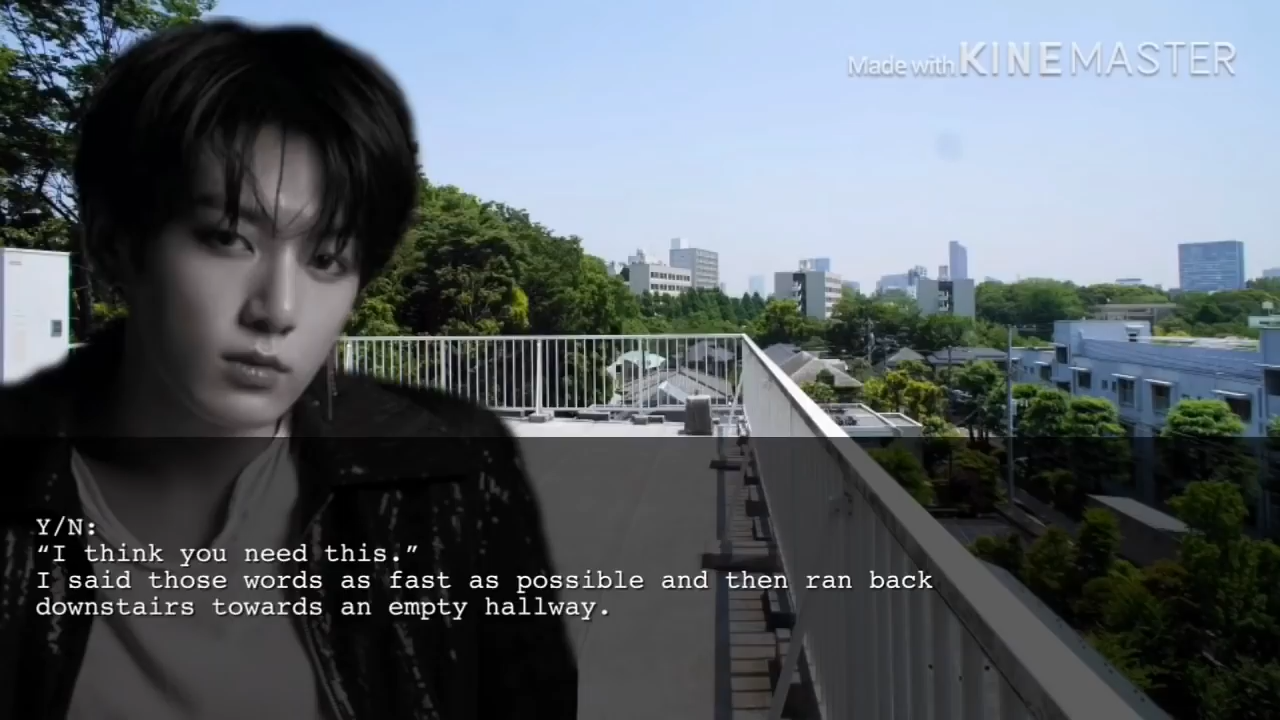 Made with KINEMASTER
Y/N:
“I think you need this.”
I said those words as fast as possible and then ran back
downstairs towards an empty hallway.